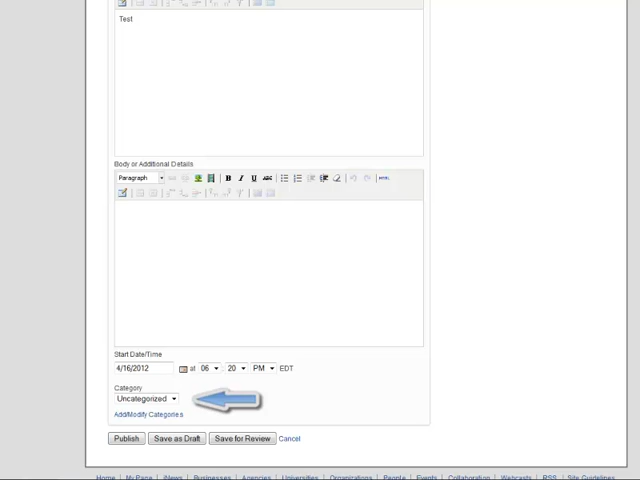 Test
Body or Additional Details
Paragraph B I U ABC HTML
Start Date/Time
4/16/2012 at 06 20 PM EDT
Category
Uncategorized
Add/Modify Categories
Publish Save as Draft Save for Review Cancel
Home | My Page | iNews | Businesses | Agencies | Universities | Organizations | People | Events | Collaboration | Webcasts | RSS | Site Guidelines